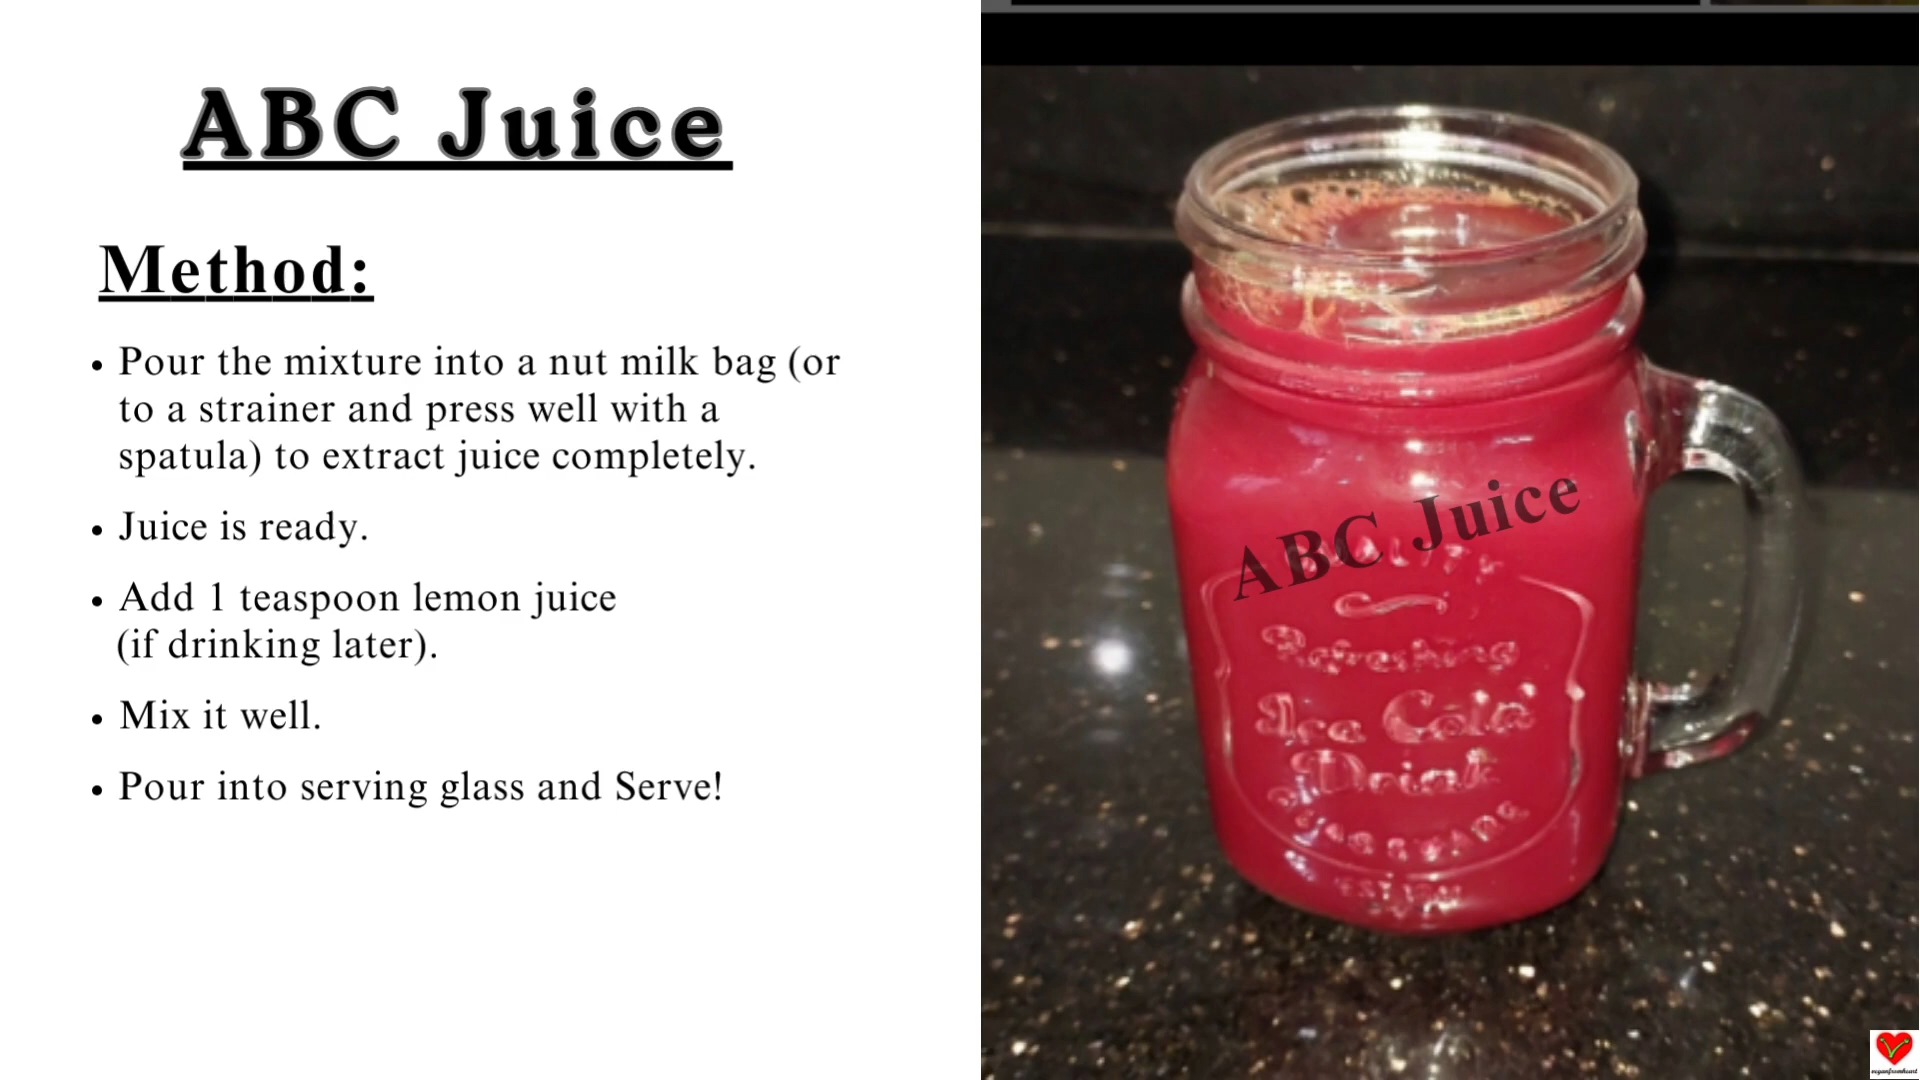 ABC Juice
Method:
• Pour the mixture into a nut milk bag (or
to a strainer and press well with a
spatula) to extract juice completely.
• Juice is ready.
• Add 1 teaspoon lemon juice
(if drinking later).
• Mix it well.
• Pour into serving glass and Serve!
ABC Juice
Refreshing
Ice Cold
Drink